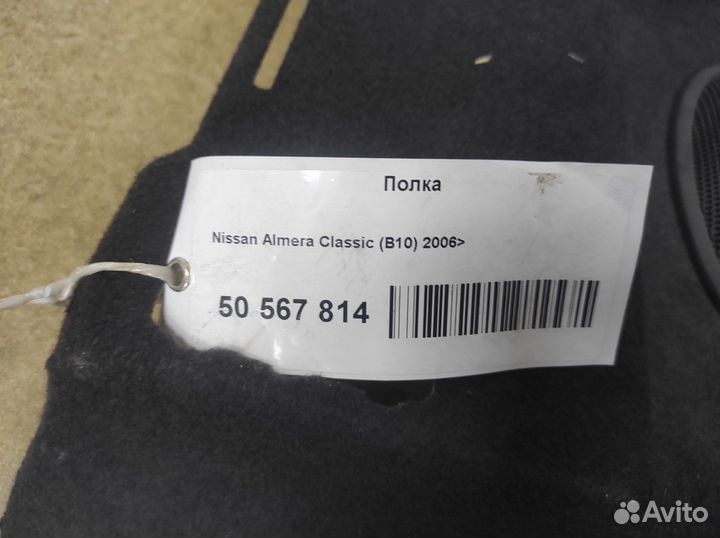 Полка
Nissan Almera Classic (B10) 2006>
50 567 814
Avito